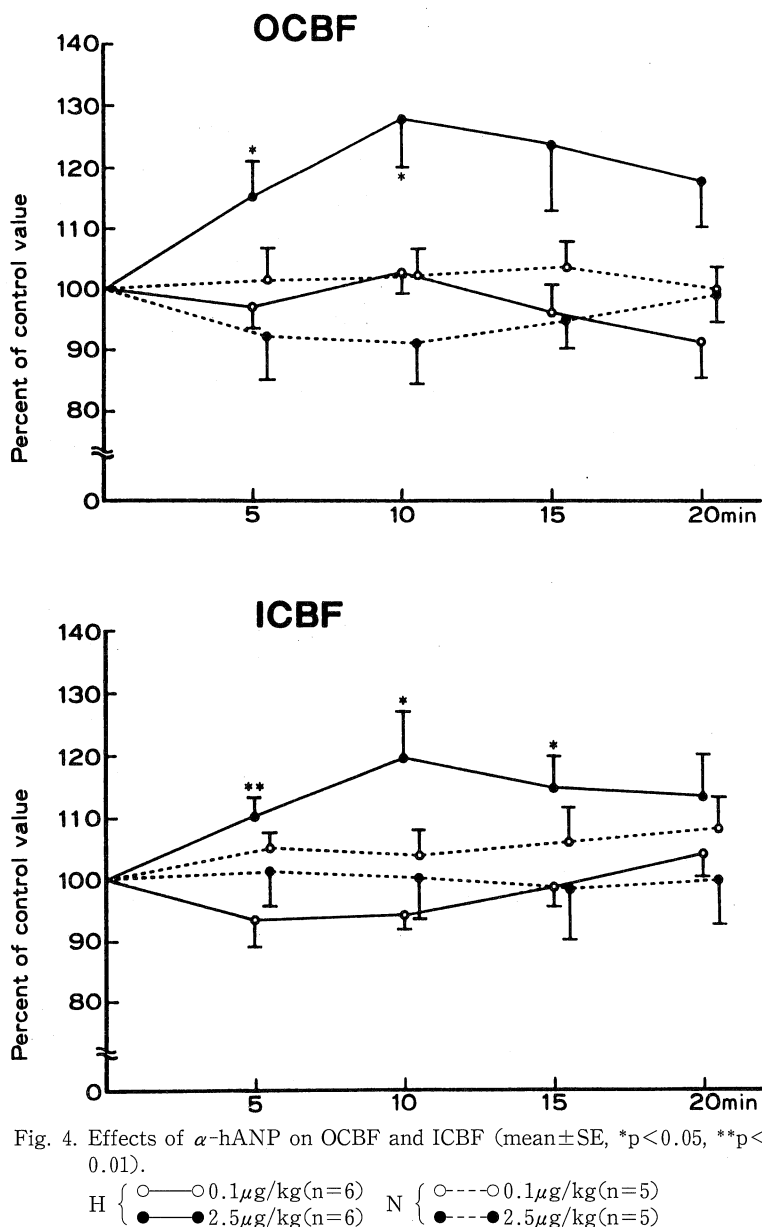 OCBF
140
130
120
110
100
90
80
0
Percent of control value
*
*
5 10 15 20min
ICBF
140
130
120
110
100
90
80
0
Percent of control value
**
*
*
5 10 15 20min
Fig. 4. Effects of α-hANP on OCBF and ICBF (mean±SE, *p<0.05, **p<
0.01).
H { ○——○ 0.1μg/kg(n=6) N { ○---○ 0.1μg/kg(n=5)
●——● 2.5μg/kg(n=6) ●---● 2.5μg/kg(n=5)